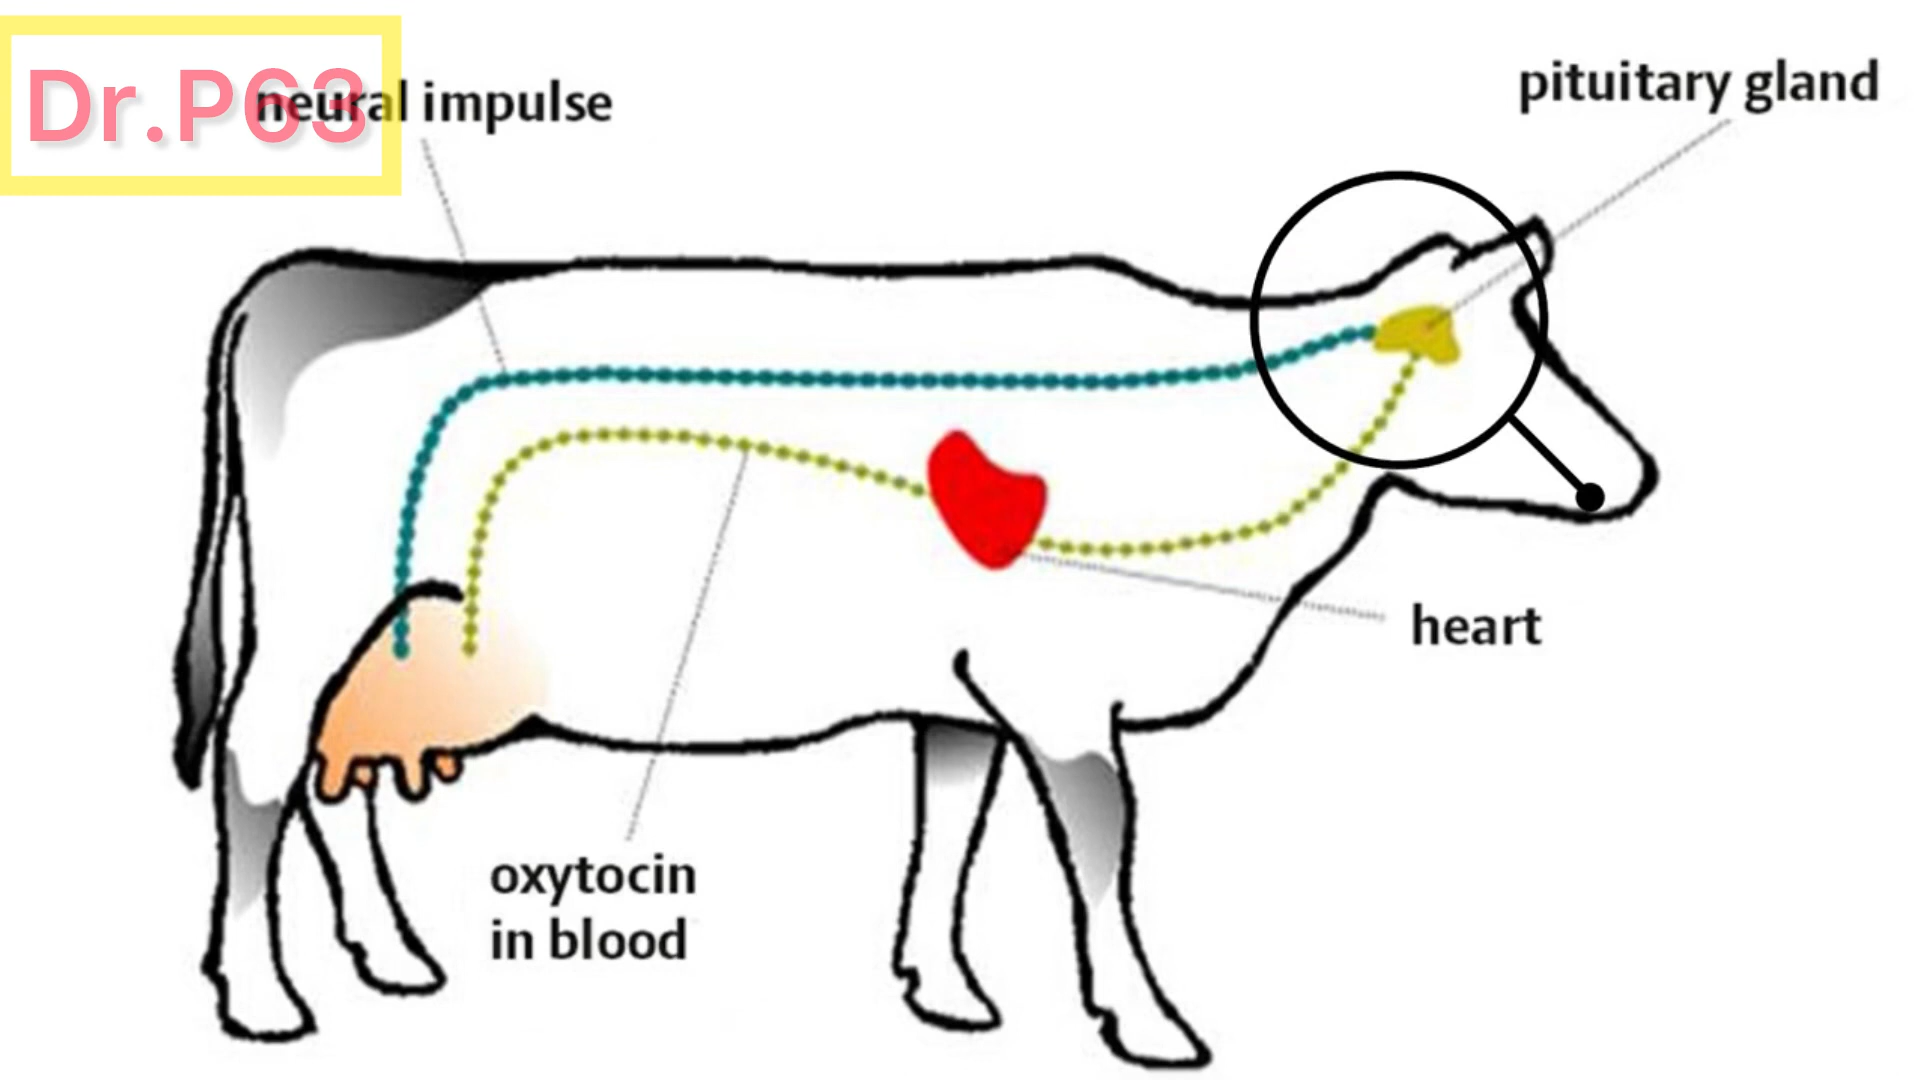 Dr.P63
neural impulse
pituitary gland
heart
oxytocin
in blood